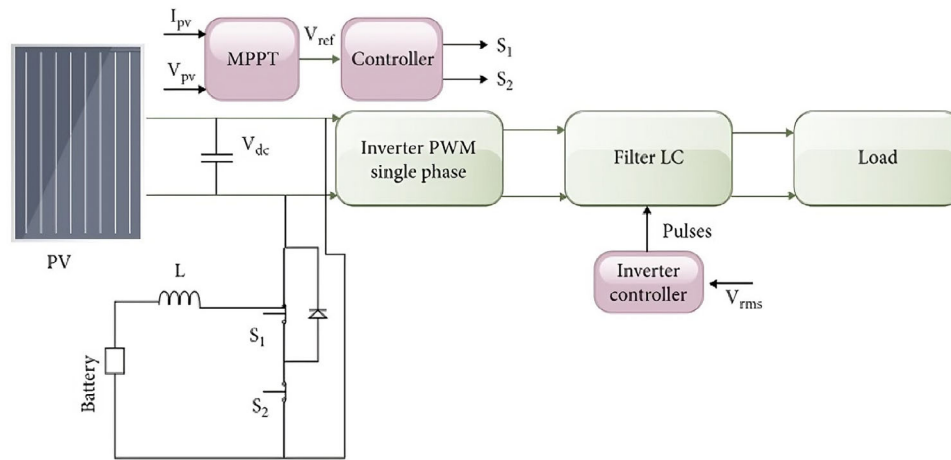 I_pv
V_pv
MPPT
V_ref
Controller
S_1
S_2
V_dc
Inverter PWM
single phase
Filter LC
Load
PV
Pulses
Inverter
controller
V_rms
L
S_1
S_2
Battery